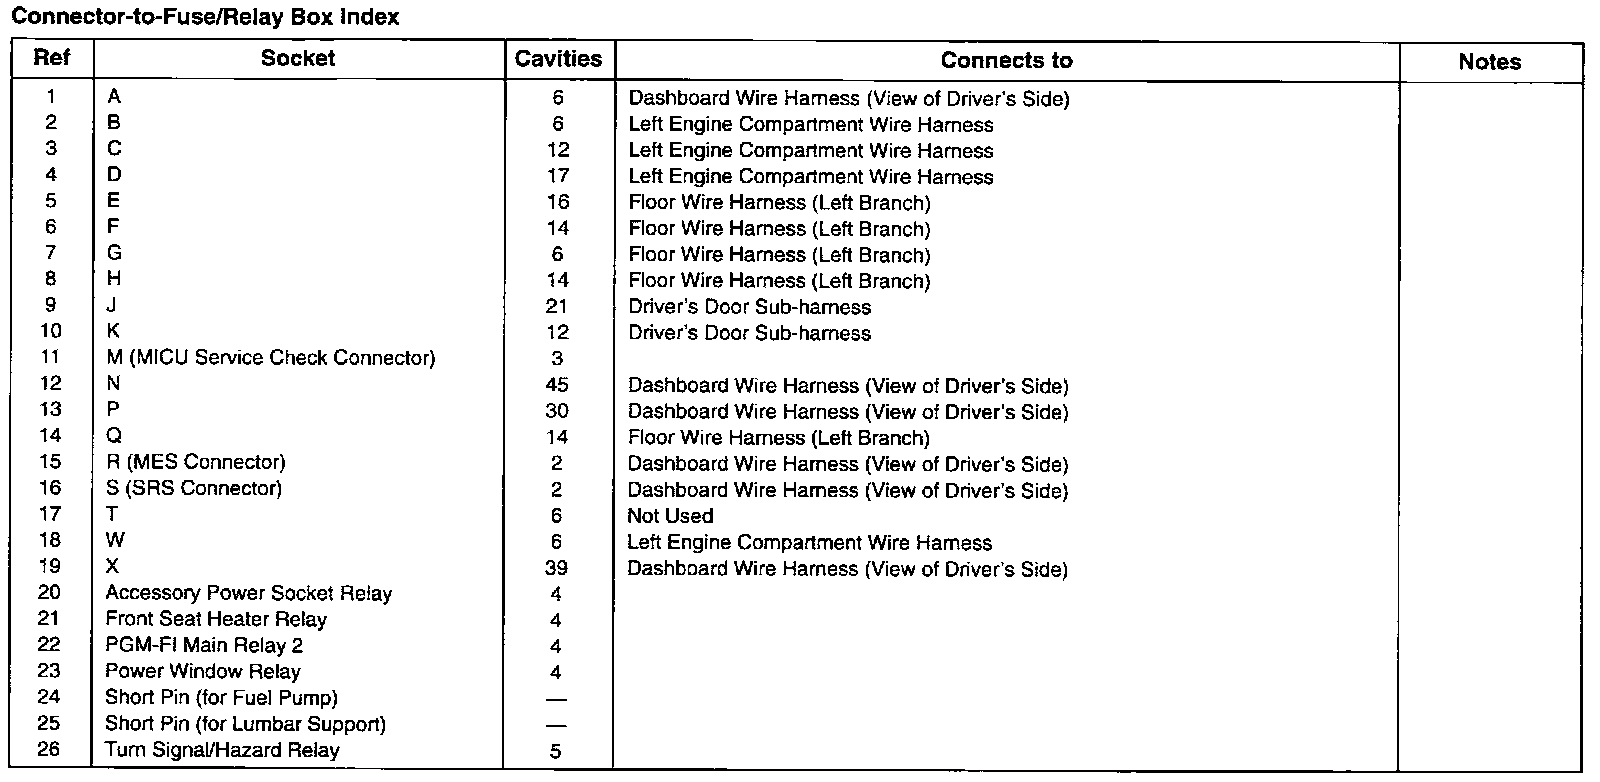 Connector-to-Fuse/Relay Box Index
Ref Socket Cavities Connects to Notes
1 A 6 Dashboard Wire Harness (View of Driver's Side)
2 B 6 Left Engine Compartment Wire Harness
3 C 12 Left Engine Compartment Wire Harness
4 D 17 Left Engine Compartment Wire Harness
5 E 16 Floor Wire Harness (Left Branch)
6 F 14 Floor Wire Harness (Left Branch)
7 G 6 Floor Wire Harness (Left Branch)
8 H 14 Floor Wire Harness (Left Branch)
9 J 21 Driver's Door Sub-harness
10 K 12 Driver's Door Sub-harness
11 M (MICU Service Check Connector) 3
12 N 45 Dashboard Wire Harness (View of Driver's Side)
13 P 30 Dashboard Wire Harness (View of Driver's Side)
14 Q 14 Floor Wire Harness (Left Branch)
15 R (MES Connector) 2 Dashboard Wire Harness (View of Driver's Side)
16 S (SRS Connector) 2 Dashboard Wire Harness (View of Driver's Side)
17 T 6 Not Used
18 W 6 Left Engine Compartment Wire Harness
19 X 39 Dashboard Wire Harness (View of Driver's Side)
20 Accessory Power Socket Relay 4
21 Front Seat Heater Relay 4
22 PGM-FI Main Relay 2 4
23 Power Window Relay 4
24 Short Pin (for Fuel Pump) —
25 Short Pin (for Lumbar Support) —
26 Turn Signal/Hazard Relay 5